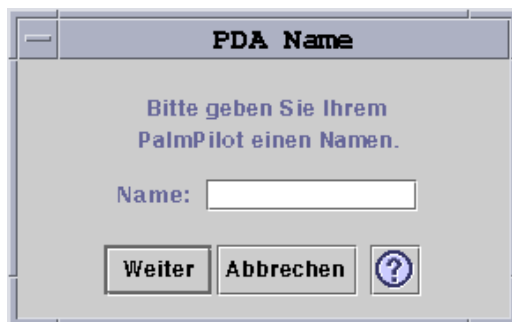 PDA Name
Bitte geben Sie Ihrem
PalmPilot einen Namen.
Name:
Weiter Abbrechen ?